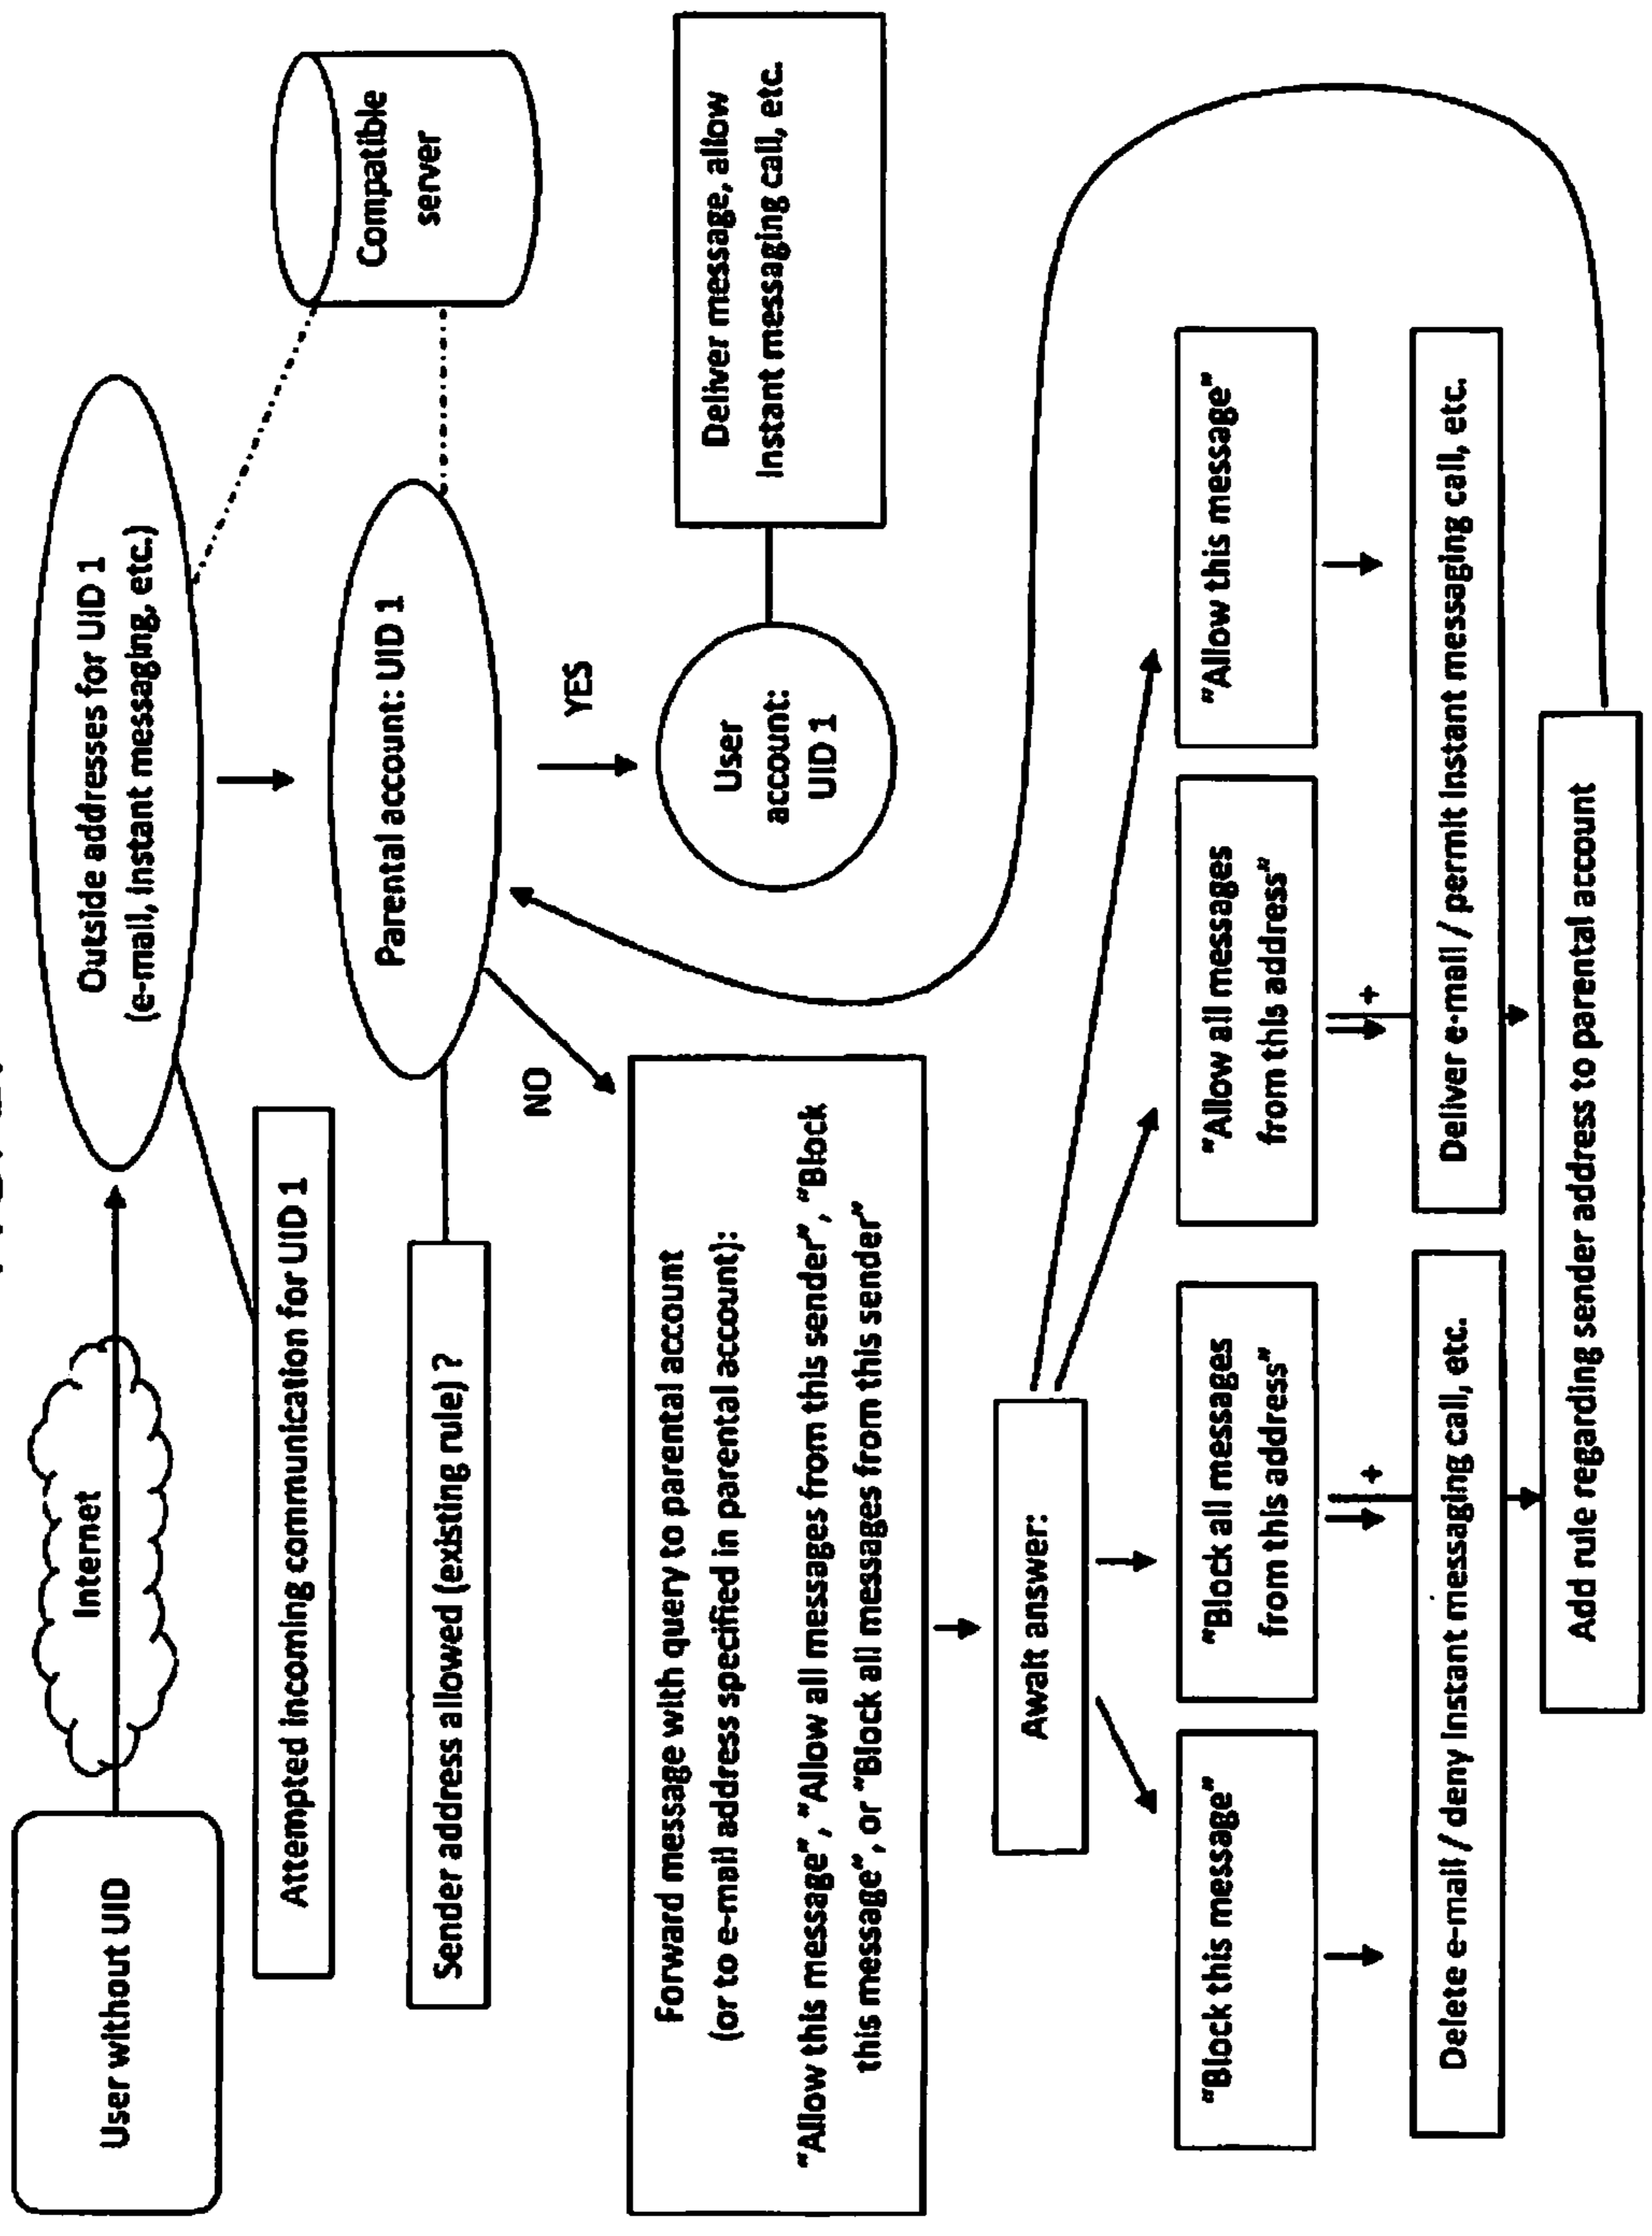 User without UID
Internet
Outside addresses for UID 1
(e-mail, instant messaging, etc.)
Compatible
server
Attempted incoming communication for UID 1
Parental account: UID 1
Sender address allowed (existing rule) ?
NO
YES
User
account:
UID 1
Deliver message, allow
instant messaging call, etc.
Forward message with query to parental account
(or to e-mail address specified in parental account):
“Allow this message”, “Allow all messages from this sender”, “Block
this message”, or “Block all messages from this sender”
Await answer:
“Block this message”
“Block all messages
from this address”
“Allow all messages
from this address”
“Allow this message”
+
+
Delete e-mail / deny instant messaging call, etc.
Deliver e-mail / permit instant messaging call, etc.
Add rule regarding sender address to parental account